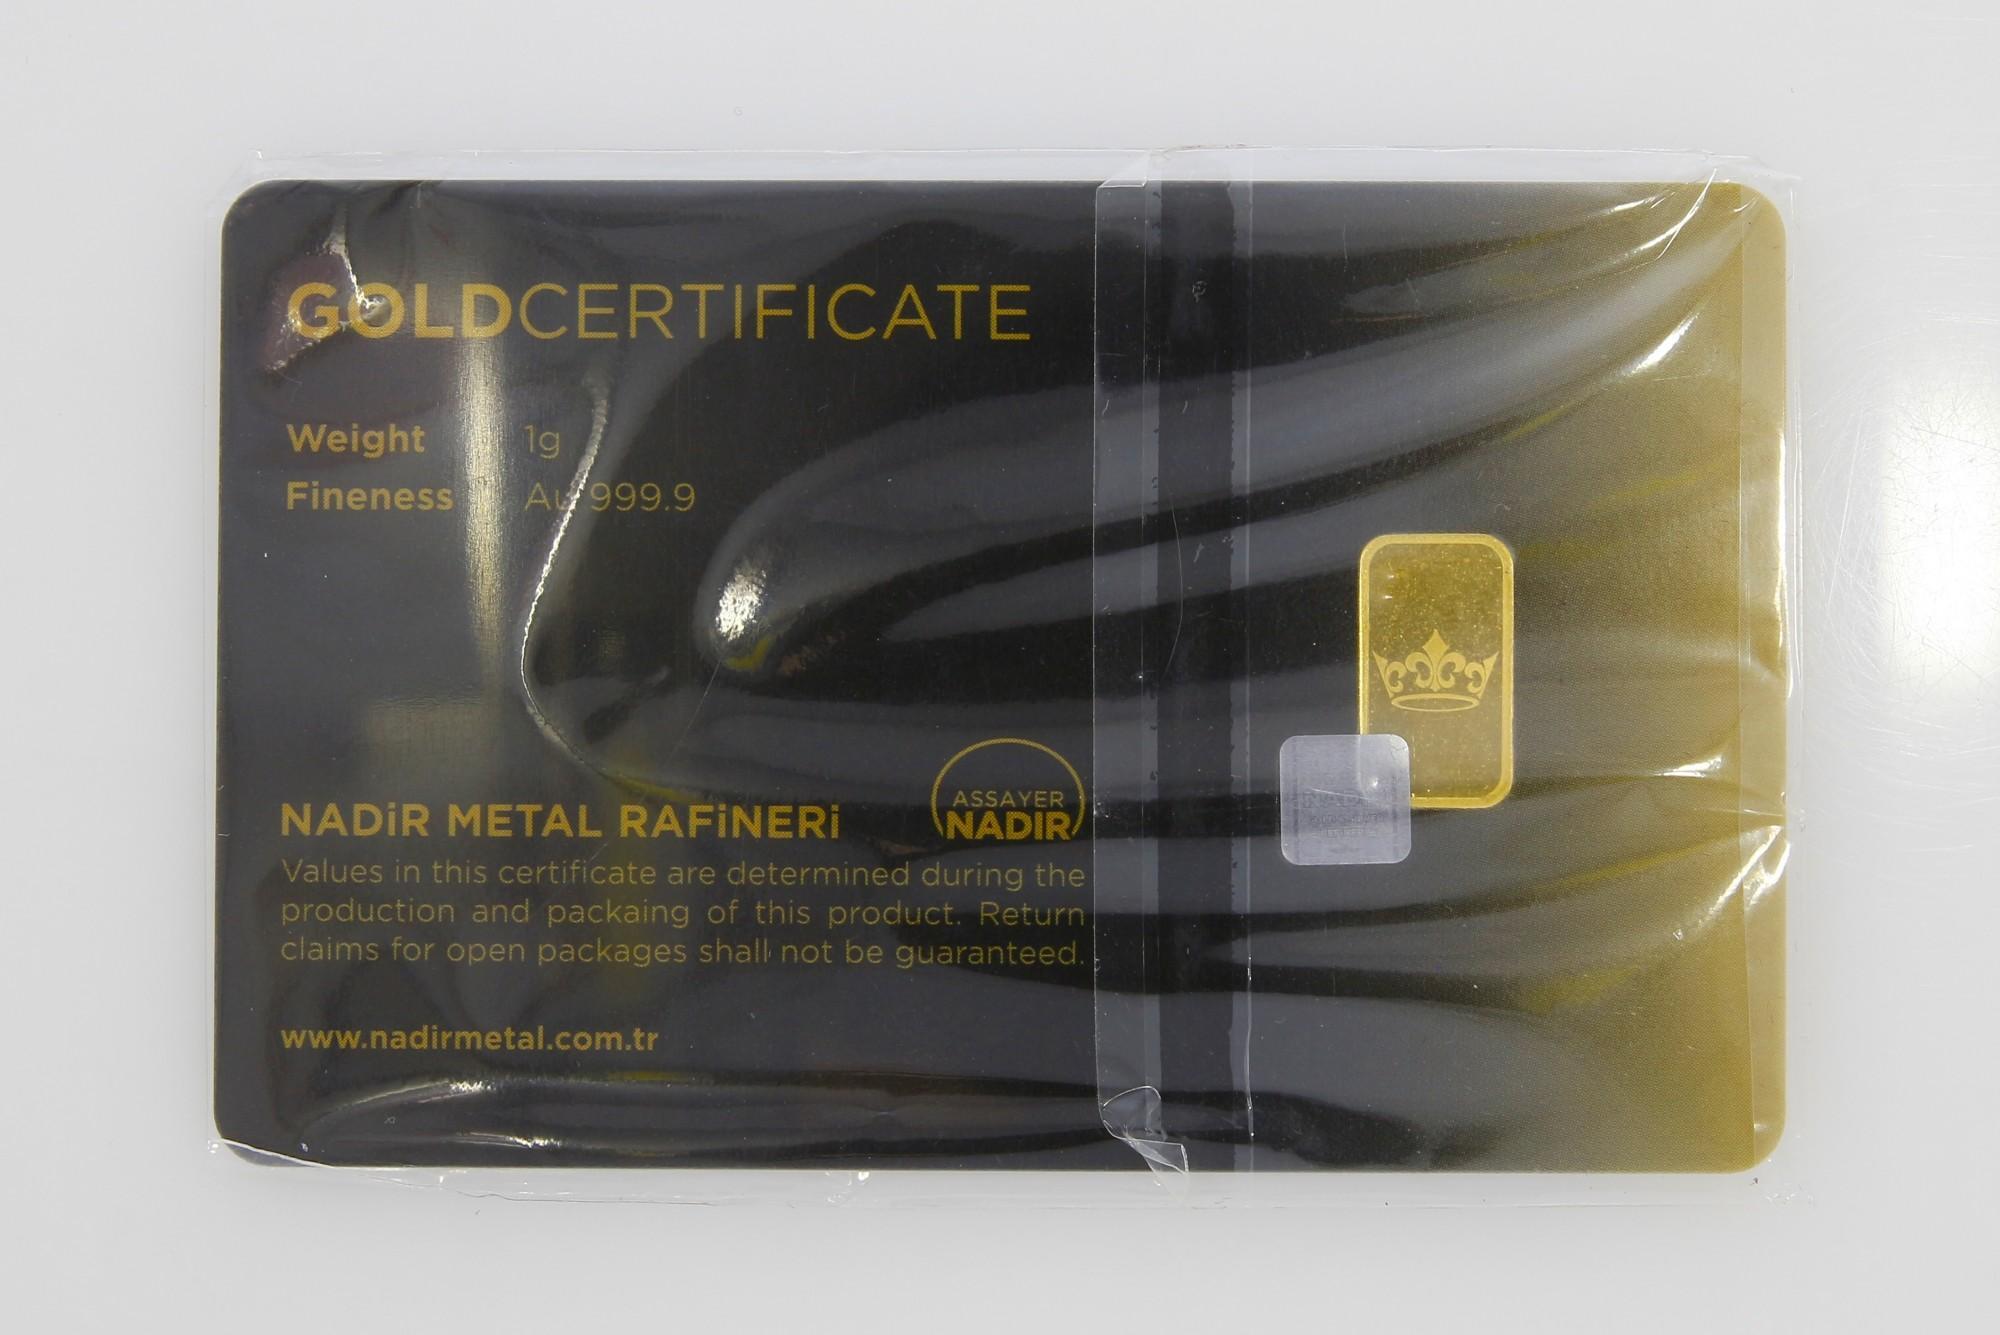 GOLDCERTIFICATE
Weight 1g
Fineness Au 999.9
NADiR METAL RAFiNERi
ASSAYER
NADIR
Values in this certificate are determined during the
production and packaing of this product. Return
claims for open packages shall not be guaranteed.
www.nadirmetal.com.tr